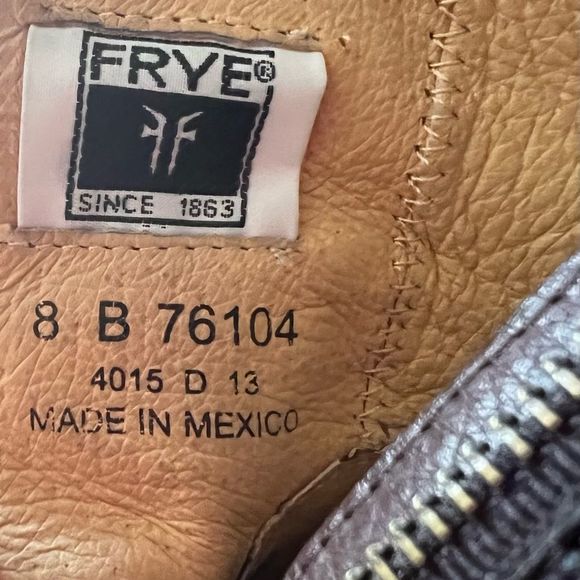 FRYE®
SINCE 1863
8 B 76104
4015 D 13
MADE IN MEXICO